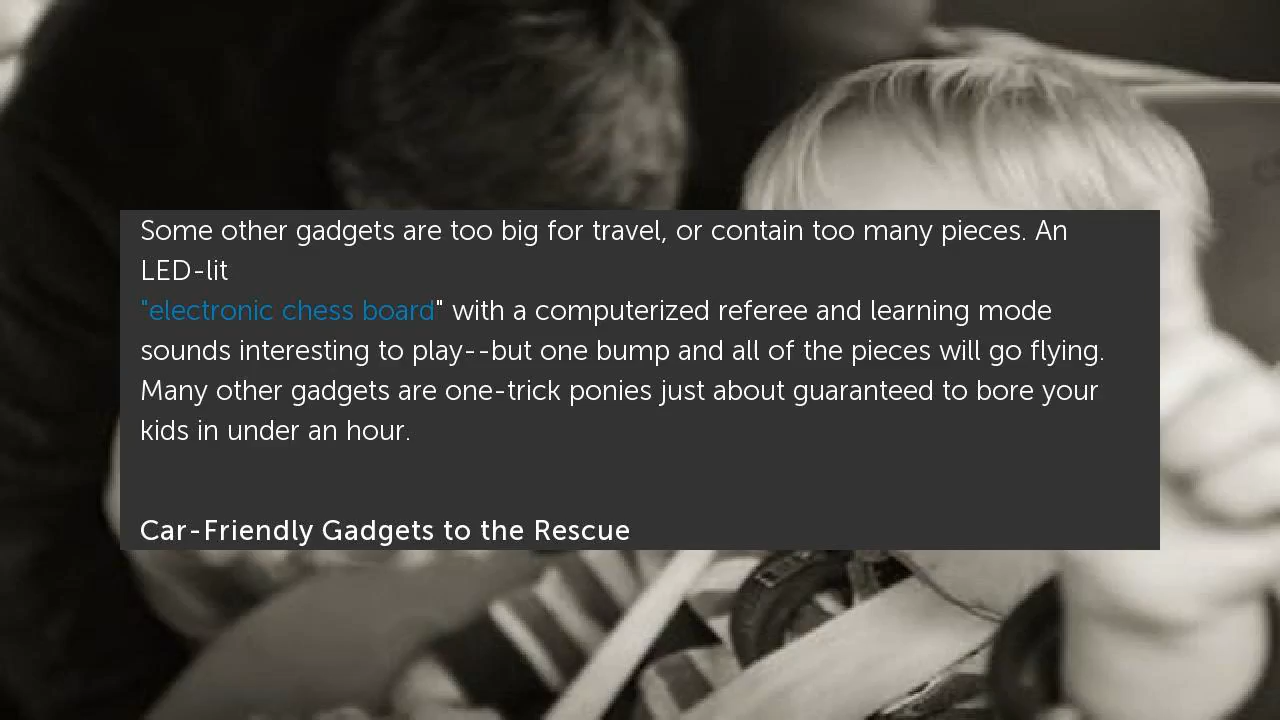 Some other gadgets are too big for travel, or contain too many pieces. An
LED-lit
"electronic chess board" with a computerized referee and learning mode
sounds interesting to play--but one bump and all of the pieces will go flying.
Many other gadgets are one-trick ponies just about guaranteed to bore your
kids in under an hour.
Car-Friendly Gadgets to the Rescue